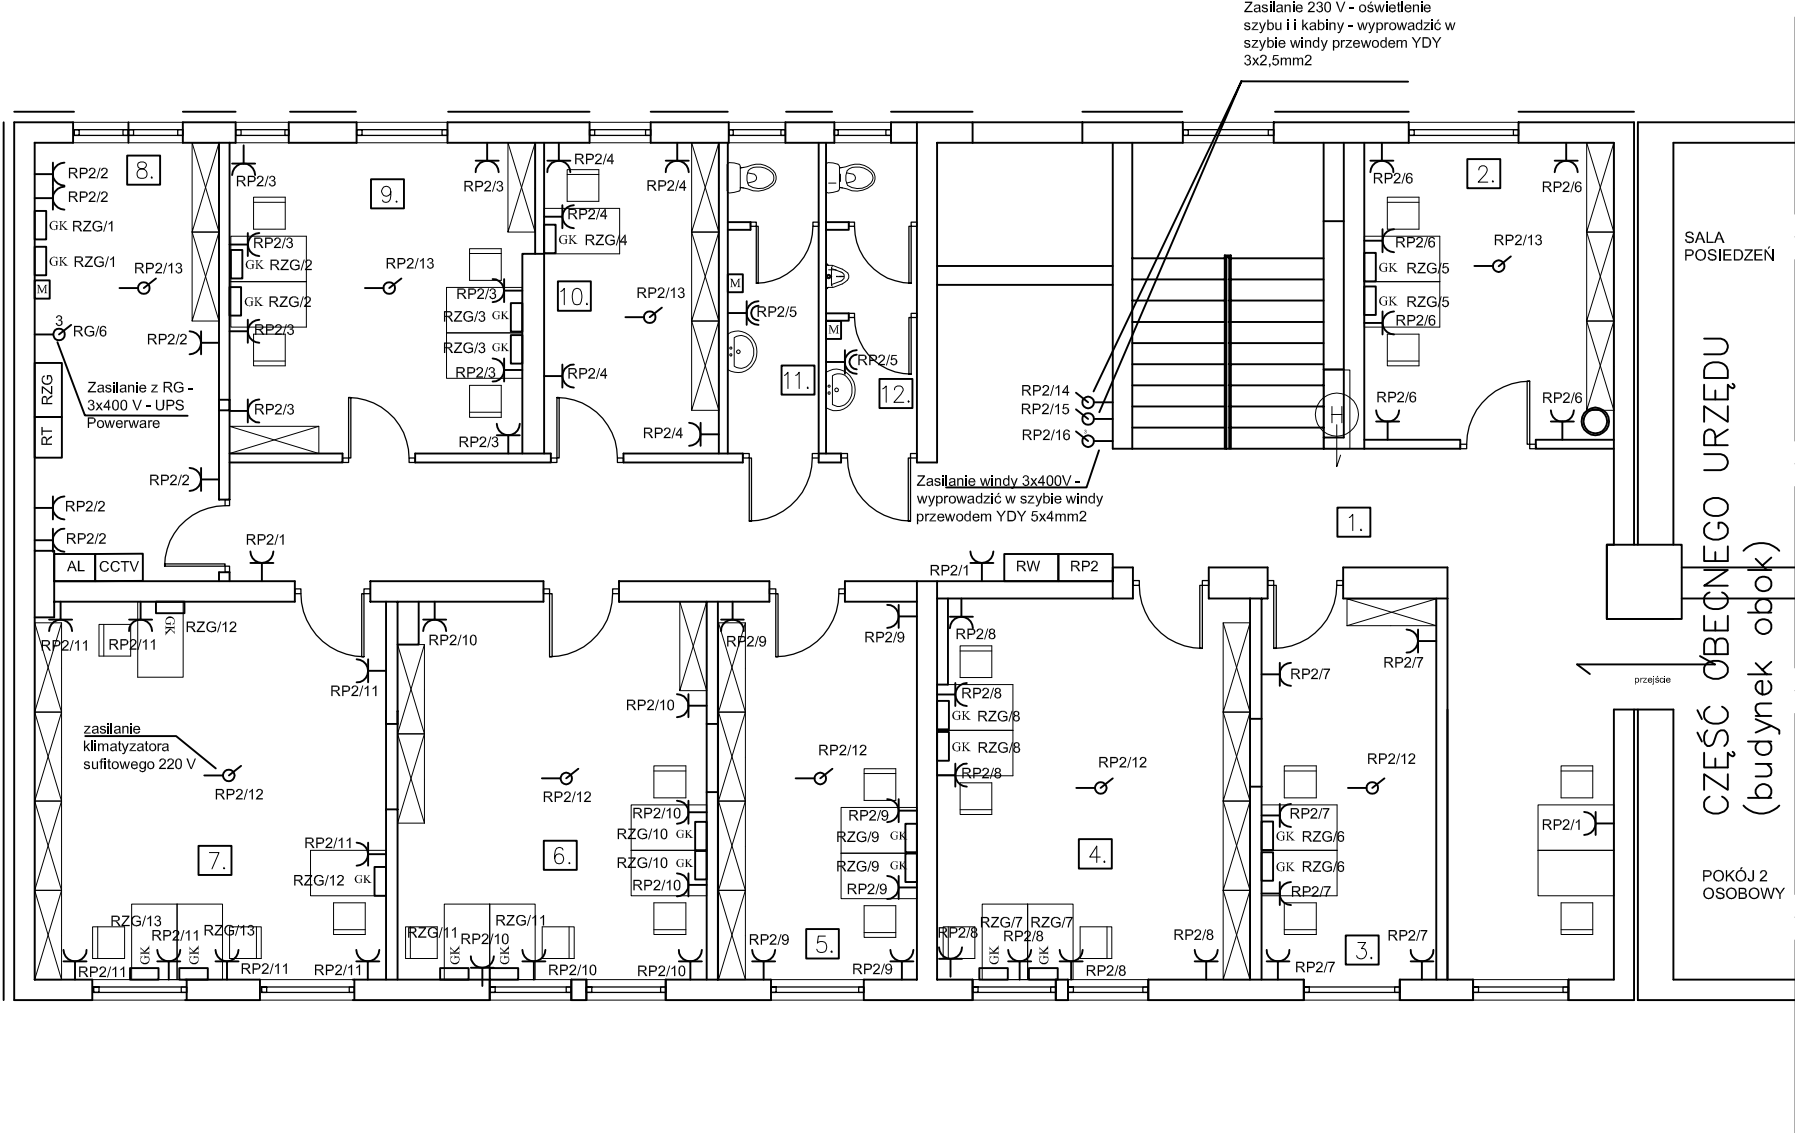 Zasilanie 230 V - oświetlenie
szybu i i kabiny - wyprowadzić w
szybie windy przewodem YDY
3x2,5mm2
RP2/2
RP2/2
8.
GK RZG/1
GK RZG/1
M
RP2/13
3
RG/6
RP2/2
RZG
RT
Zasilanie z RG -
3x400 V - UPS
Powerware
RP2/2
RP2/2
RP2/2
AL
CCTV
RP2/3
9.
RP2/3
RP2/3
GK RZG/2
GK RZG/2
RP2/3
RP2/13
RP2/3
RZG/3 GK
RZG/3 GK
RP2/3
RP2/3
RP2/3
RP2/4
RP2/4
RP2/4
GK RZG/4
10.
RP2/13
RP2/4
RP2/4
M
RP2/5
11.
M
RP2/5
12.
RP2/14
RP2/15
RP2/16
Zasilanie windy 3x400V -
wyprowadzić w szybie windy
przewodem YDY 5x4mm2
H
RP2/6
2.
RP2/6
RP2/6
GK RZG/5
GK RZG/5
RP2/6
RP2/13
RP2/6
RP2/6
SALA
POSIEDZEŃ
1.
RP2/1
RP2/1
RW
RP2
CZĘŚĆ OBECNEGO URZĘDU
(budynek obok)
przejście
POKÓJ 2
OSOBOWY
RP2/11
RP2/11
GK
RZG/12
RP2/11
zasilanie
klimatyzatora
sufitowego 220 V
RP2/12
RP2/11
7.
RZG/12 GK
RZG/13
RP2/11
RZG/13
GK
GK
RP2/11
RP2/11
RP2/11
RP2/10
RP2/10
RP2/12
RP2/10
RZG/10 GK
RZG/10 GK
RP2/10
6.
RZG/11
RP2/10
RZG/11
GK
GK
RP2/10
RP2/10
RP2/9
RP2/9
RP2/12
RP2/9
RZG/9 GK
RZG/9 GK
RP2/9
5.
RP2/9
RP2/9
RP2/8
RP2/8
GK RZG/8
GK RZG/8
RP2/8
RP2/12
4.
RZG/7
RZG/7
RP2/8
RP2/8
GK
GK
RP2/8
RP2/8
RP2/7
RP2/7
RP2/12
RP2/7
GK RZG/6
GK RZG/6
RP2/7
3.
RP2/7
RP2/7
RP2/1